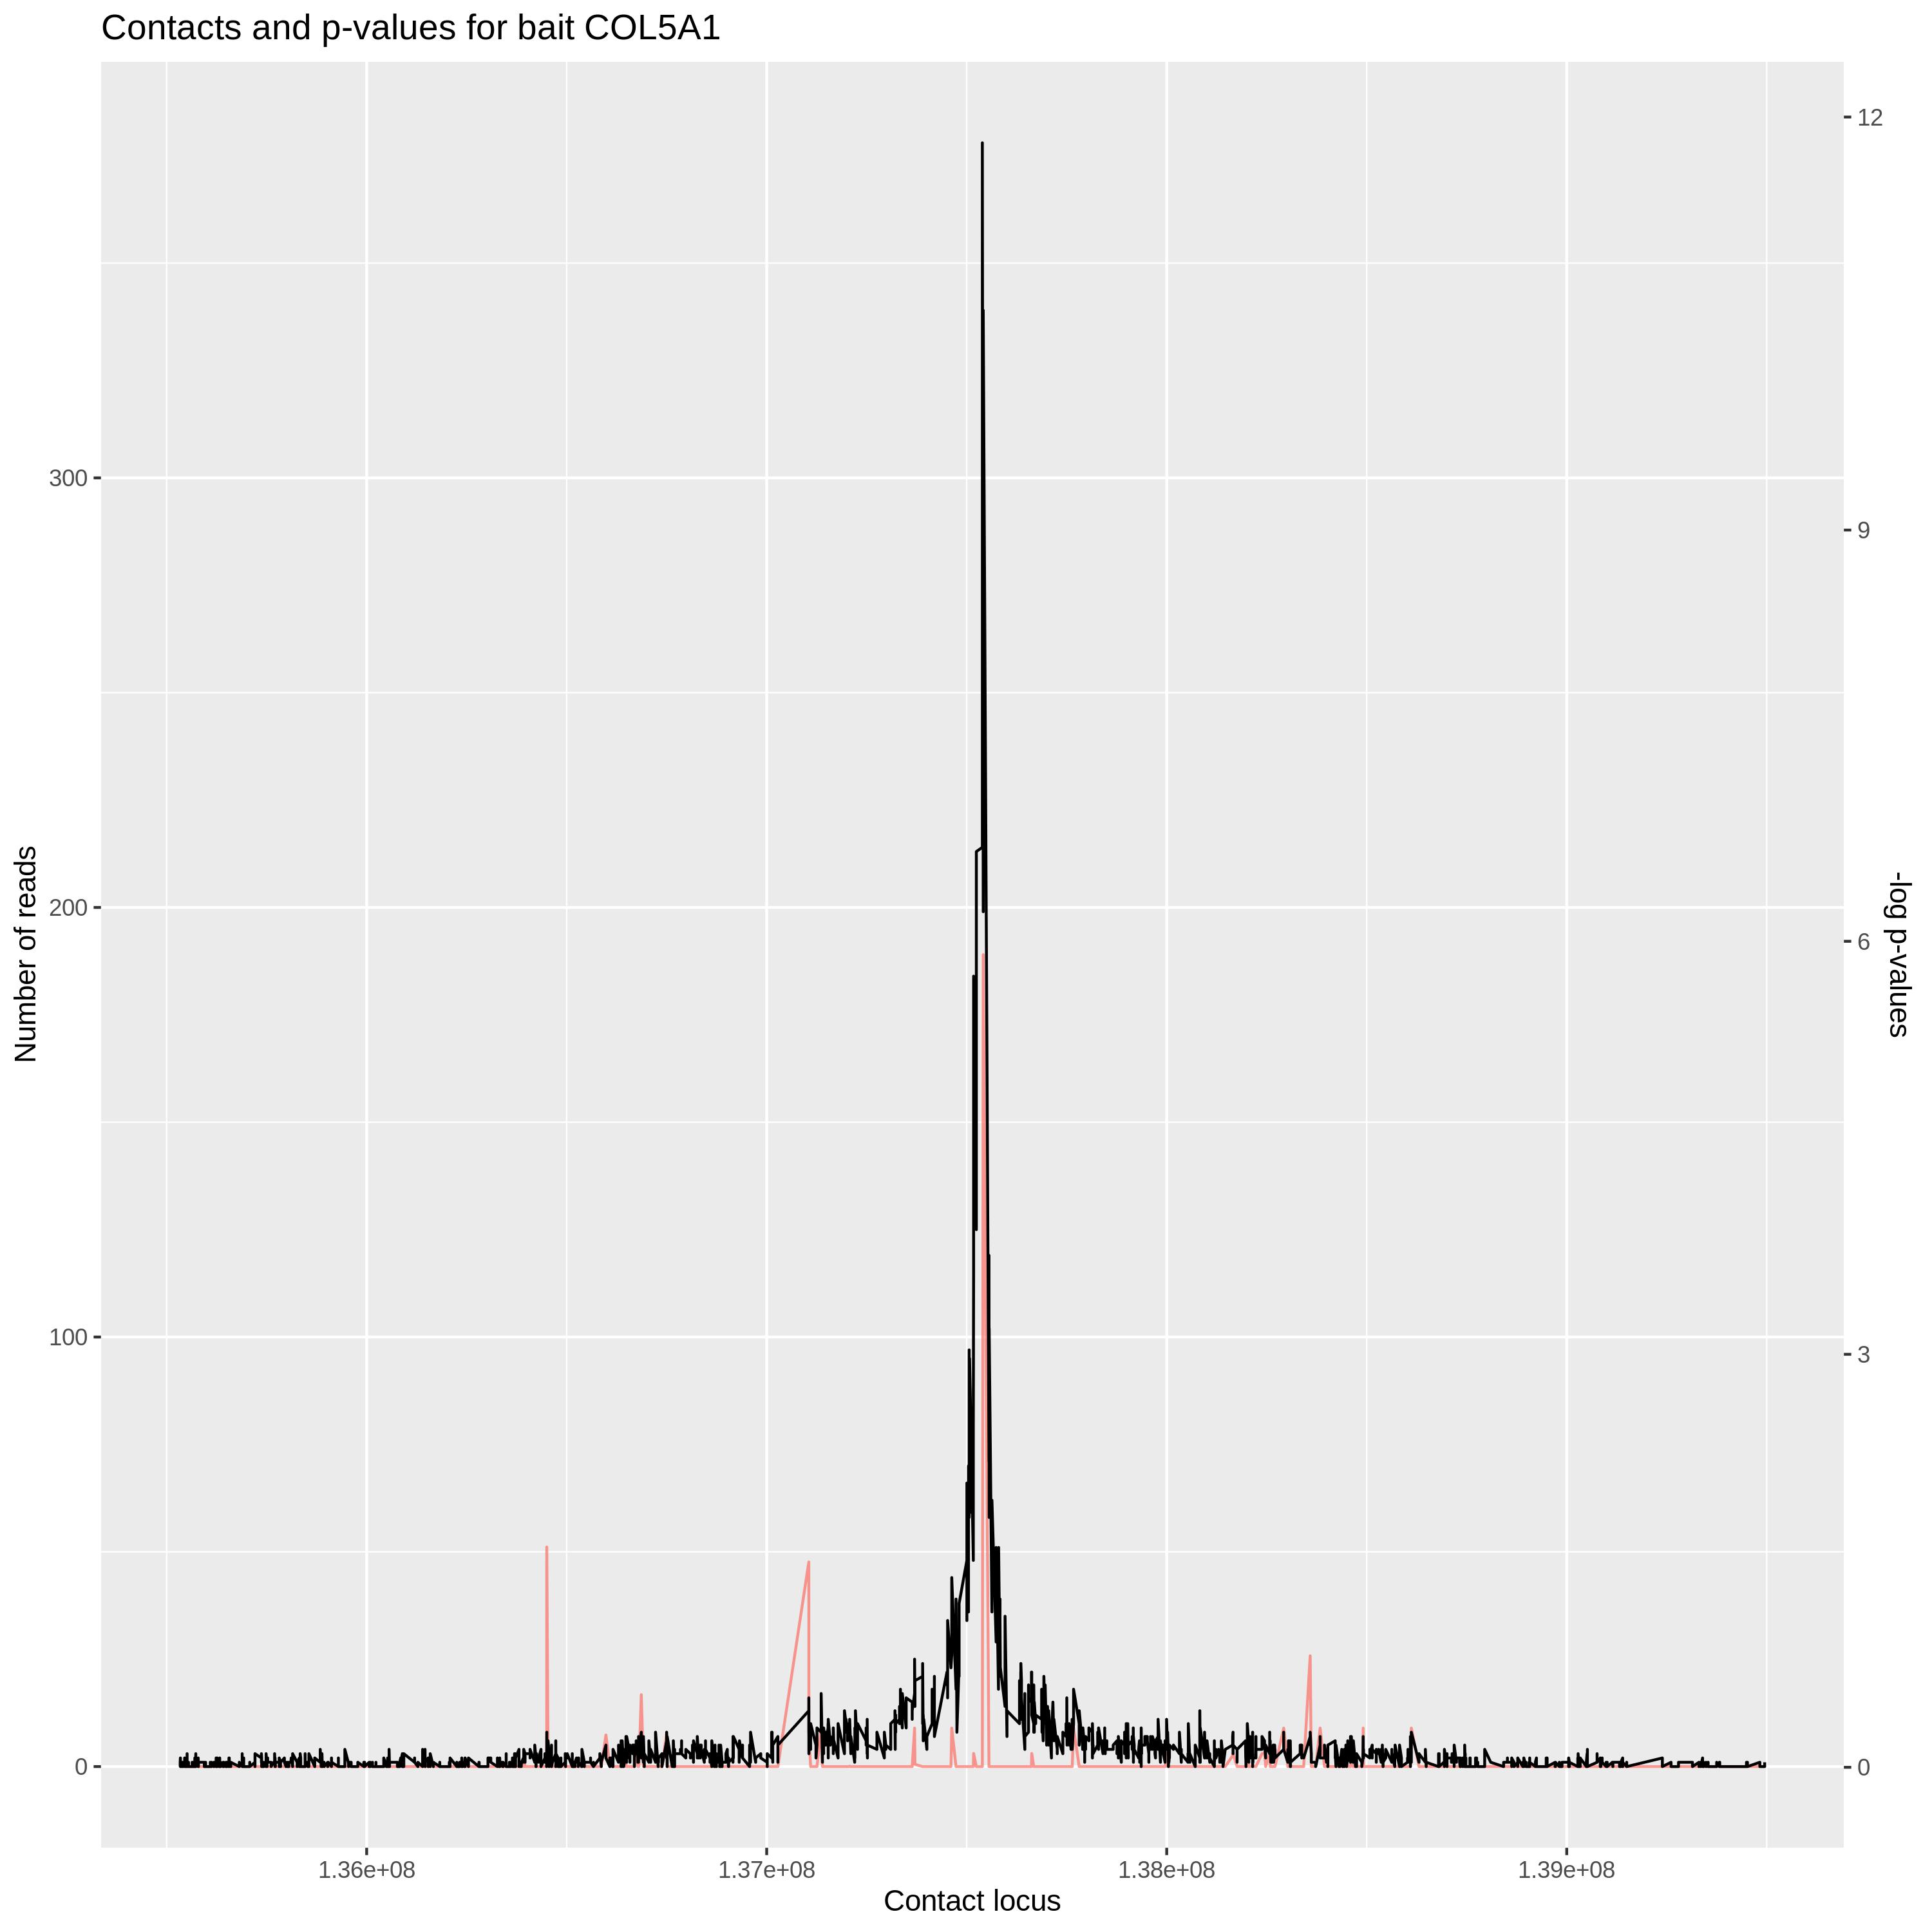 Contacts and p-values for bait COL5A1
12
300
9
200
6
Number of reads
-log p-values
100
3
0
0
1.36e+08
1.37e+08
1.38e+08
1.39e+08
Contact locus